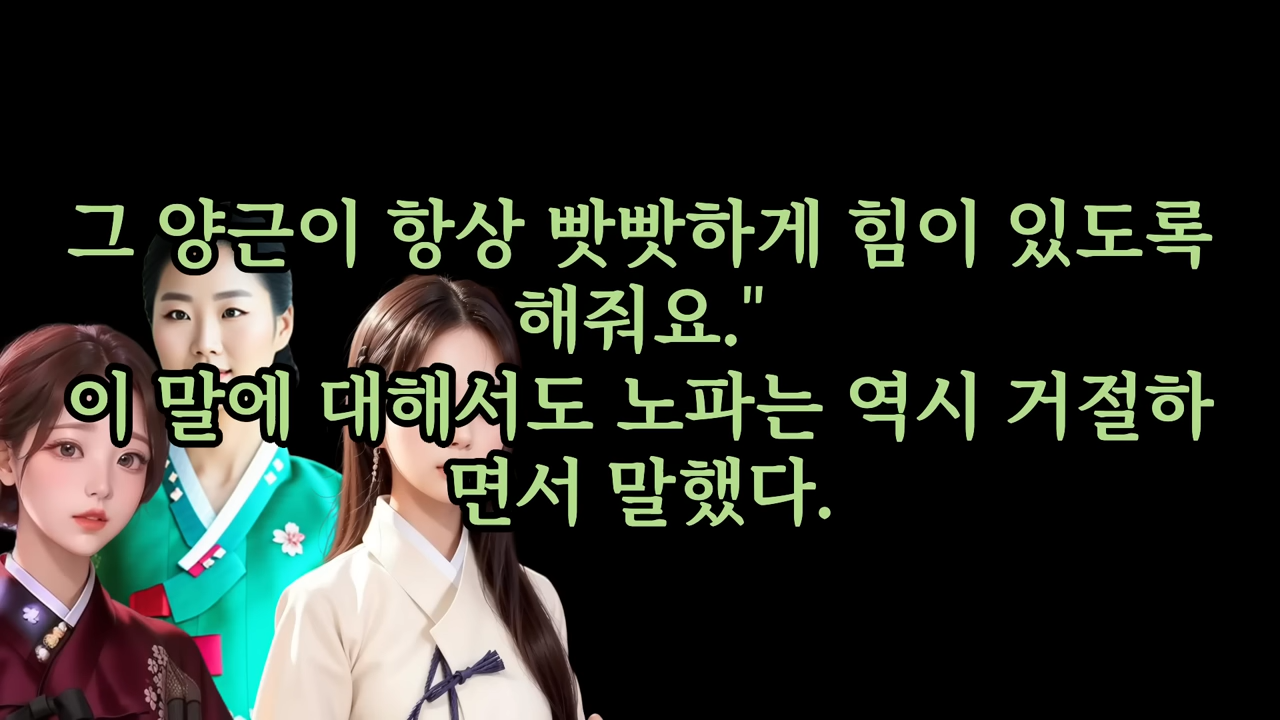 그 양근이 항상 빳빳하게 힘이 있도록
해줘요."
이 말에 대해서도 노파는 역시 거절하
면서 말했다.